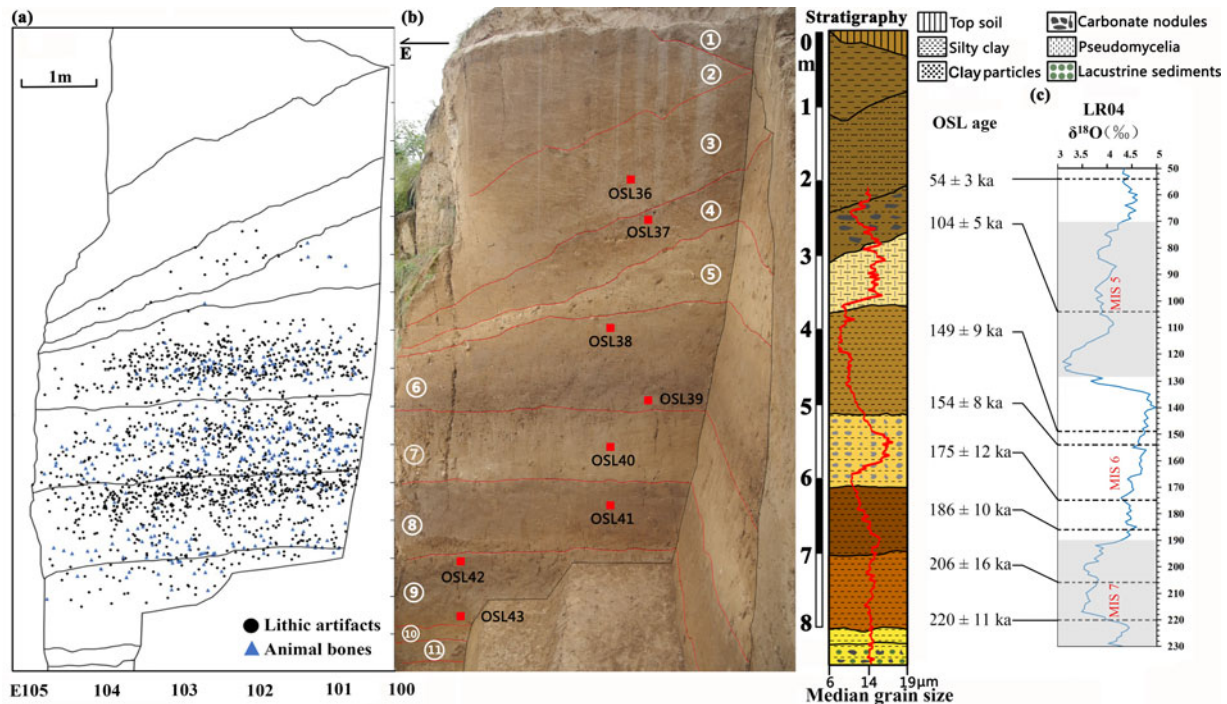 (a)
1m
Lithic artifacts
Animal bones
E105 104 103 102 101 100
(b)
E
①
②
③
OSL36
④
OSL37
⑤
OSL38
⑥
OSL39
⑦
OSL40
OSL41
⑧
OSL42
⑨
OSL43
⑩
⑪
Stratigraphy
0
m
1
2
3
4
5
6
7
8
6 14 19μm
Median grain size
Top soil
Silty clay
Clay particles
Carbonate nodules
Pseudomycelia
Lacustrine sediments
(c)
OSL age
54 ± 3 ka
104 ± 5 ka
149 ± 9 ka
154 ± 8 ka
175 ± 12 ka
186 ± 10 ka
206 ± 16 ka
220 ± 11 ka
LR04
δ¹⁸O(‰)
3 3.5 4 4.5 5
50
60
70
80
90
100
110
120
130
140
150
160
170
180
190
200
210
220
230
MIS 5
MIS 6
MIS 7